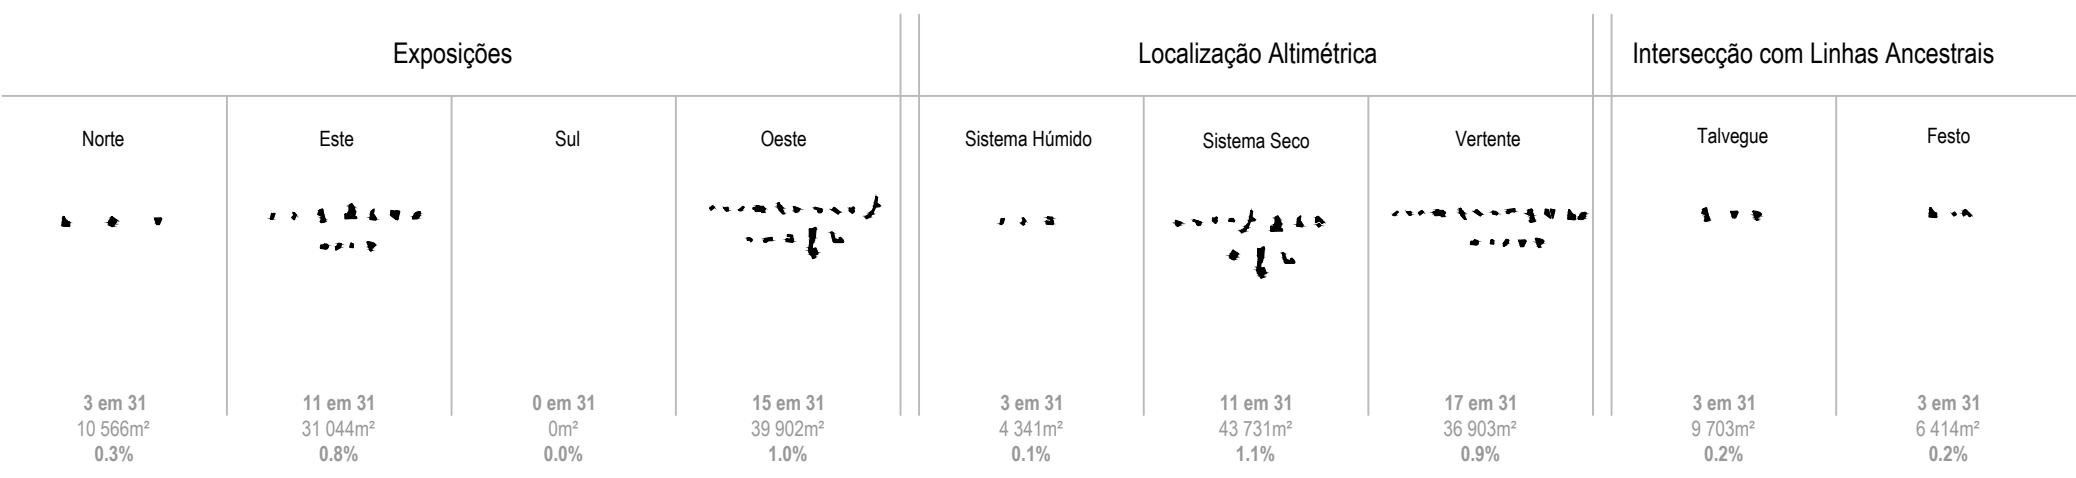 Exposições
Localização Altimétrica
Intersecção com Linhas Ancestrais
Norte
Este
Sul
Oeste
Sistema Húmido
Sistema Seco
Vertente
Talvegue
Festo
3 em 31
11 em 31
0 em 31
15 em 31
3 em 31
11 em 31
17 em 31
3 em 31
3 em 31
10 566m²
31 044m²
0m²
39 902m²
4 341m²
43 731m²
36 903m²
9 703m²
6 414m²
0.3%
0.8%
0.0%
1.0%
0.1%
1.1%
0.9%
0.2%
0.2%